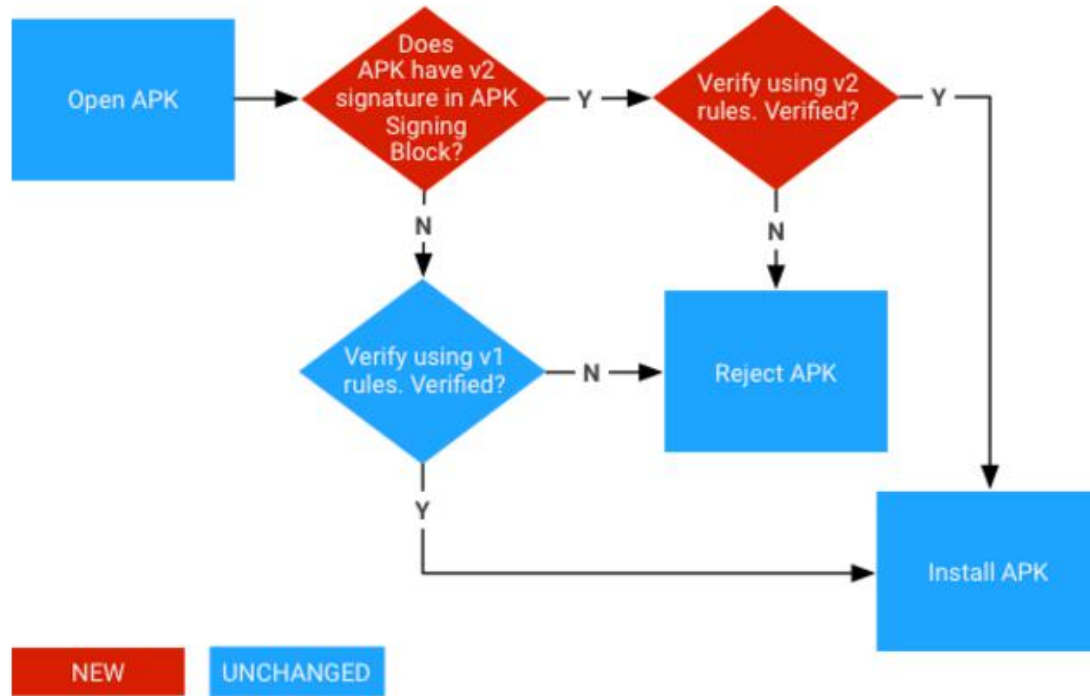 Open APK
Does
APK have v2
signature in APK
Signing
Block?
Y
Verify using v2
rules. Verified?
Y
N
N
Verify using v1
rules. Verified?
N
Reject APK
Y
Install APK
NEW
UNCHANGED